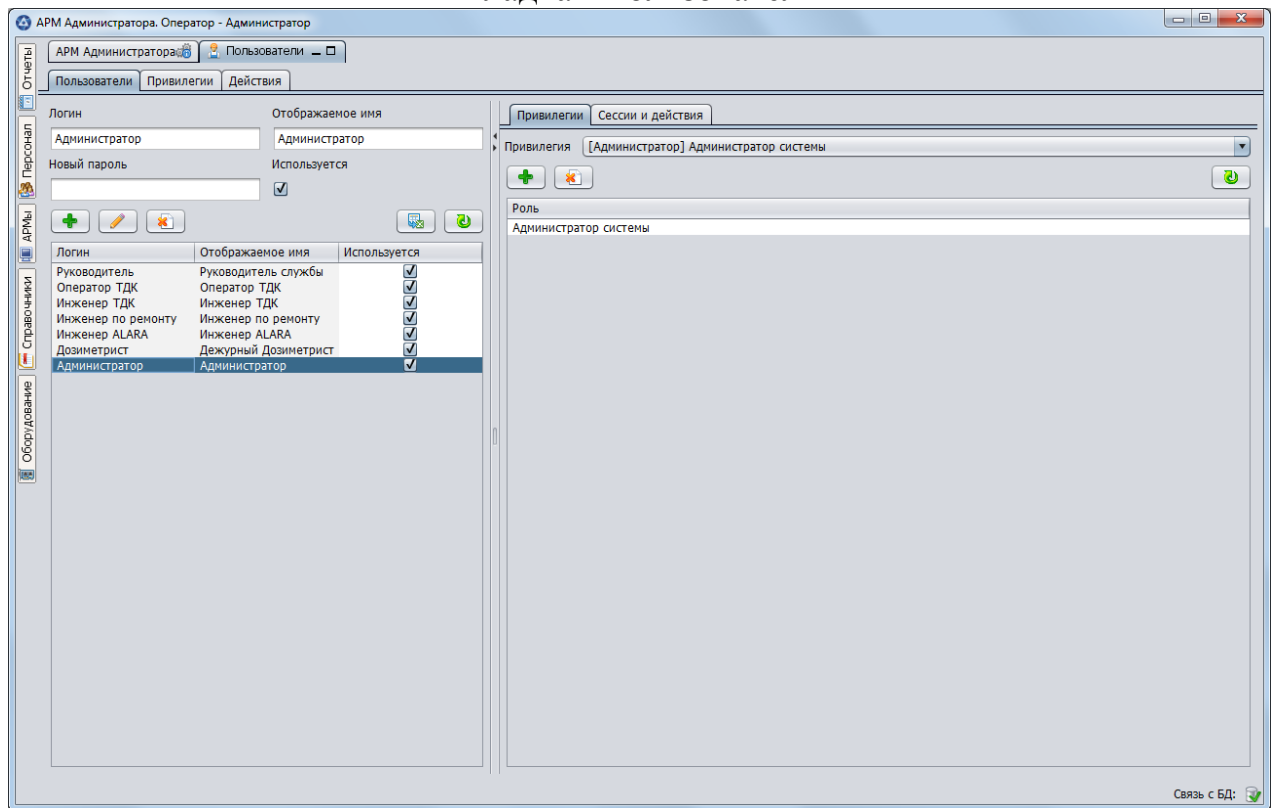 АРМ Администратора. Оператор - Администратор
АРМ Администратора
Пользователи
Пользователи Привилегии Действия
Отчеты
Персонал
АРМы
Справочники
Оборудование
Логин Отображаемое имя
Администратор Администратор
Новый пароль Используется
Логин Отображаемое имя Используется
Руководитель Руководитель службы
Оператор ТДК Оператор ТДК
Инженер ТДК Инженер ТДК
Инженер по ремонту Инженер по ремонту
Инженер ALARA Инженер ALARA
Дозиметрист Дежурный Дозиметрист
Администратор Администратор
Привилегии Сессии и действия
Привилегия [Администратор] Администратор системы
Роль
Администратор системы
Связь с БД: